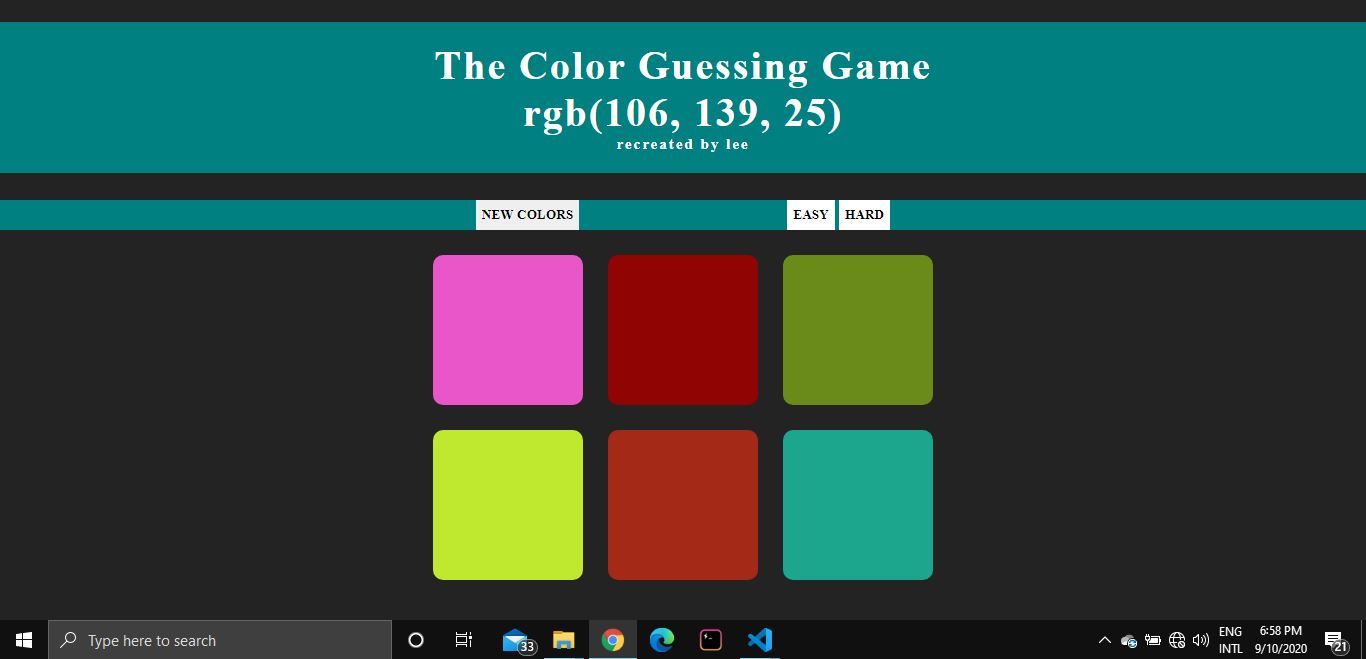 The Color Guessing Game
rgb(106, 139, 25)
recreated by lee
NEW COLORS
EASY HARD
Type here to search
33
ENG
INTL
6:58 PM
9/10/2020
21